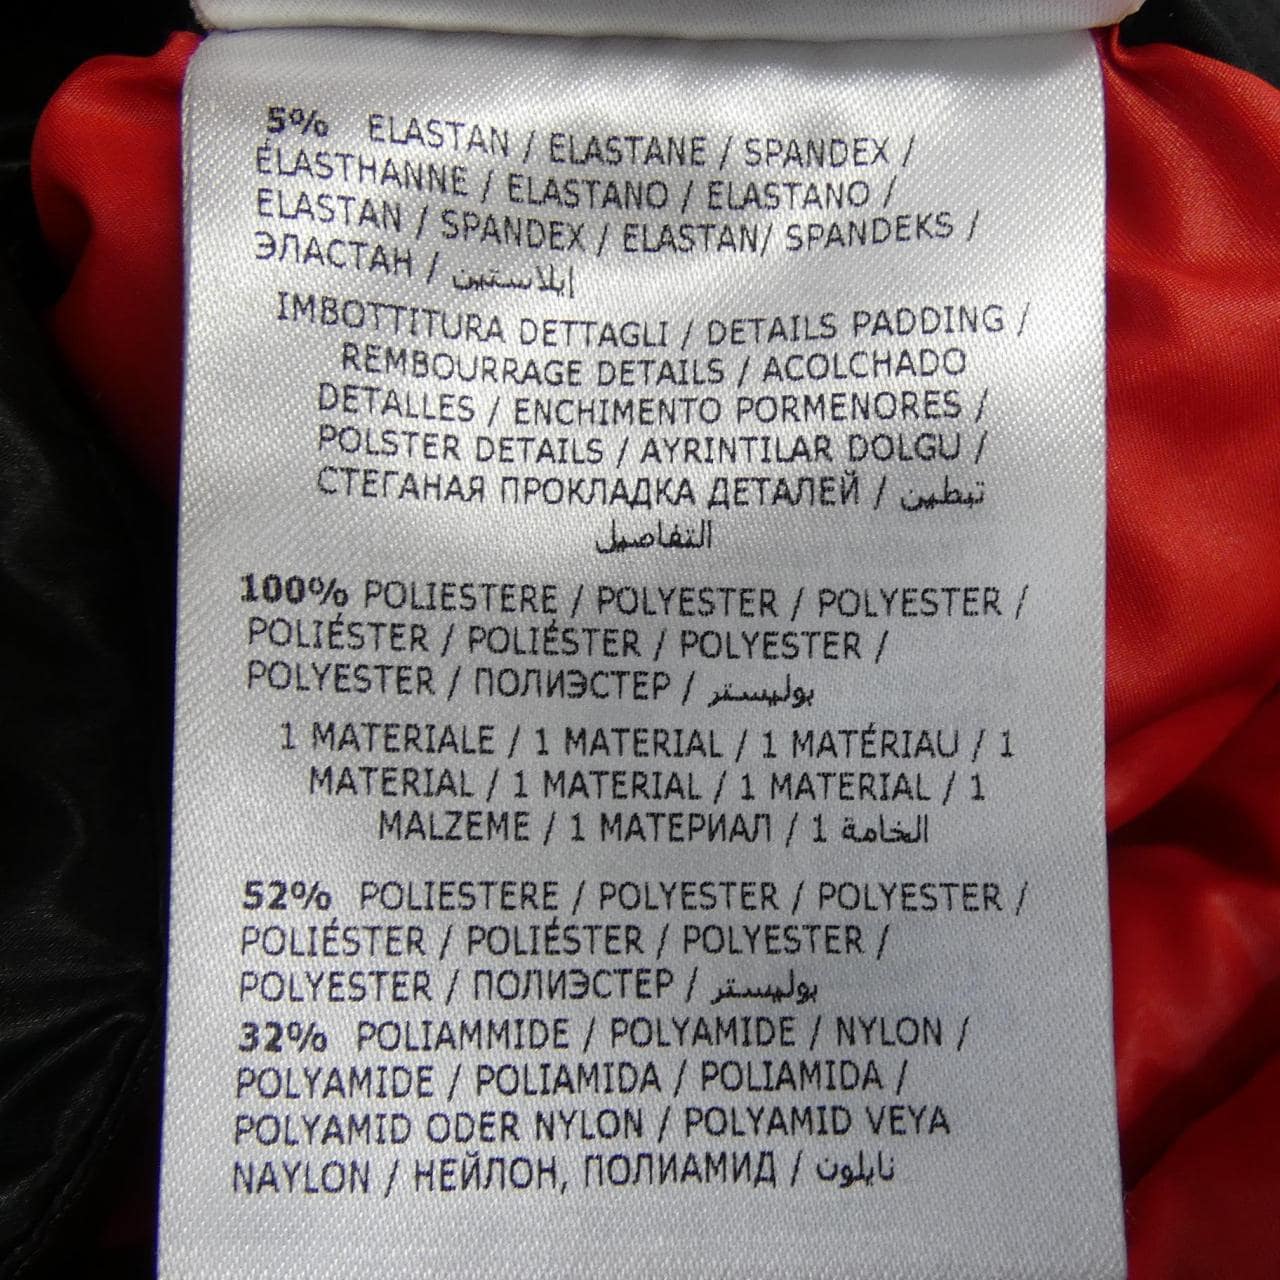 5% ELASTAN / ELASTANE / SPANDEX /
ÉLASTHANNE / ELASTANO / ELASTANO /
ELASTAN / SPANDEX / ELASTAN/ SPANDEKS /
ЭЛАСТАН / إيلاستين
IMBOTTITURA DETTAGLI / DETAILS PADDING /
REMBOURRAGE DETAILS / ACOLCHADO
DETALLES / ENCHIMENTO PORMENORES /
POLSTER DETAILS / AYRINTILAR DOLGU /
СТЕГАНАЯ ПРОКЛАДКА ДЕТАЛЕЙ / تبطين
التفاصيل
100% POLIESTERE / POLYESTER / POLYESTER /
POLIÉSTER / POLIÉSTER / POLYESTER /
POLYESTER / ПОЛИЭСТЕР / بوليستر
1 MATERIALE / 1 MATERIAL / 1 MATÉRIAU / 1
MATERIAL / 1 MATERIAL / 1 MATERIAL / 1
MALZEME / 1 МАТЕРИАЛ / 1 الخامة
52% POLIESTERE / POLYESTER / POLYESTER /
POLIÉSTER / POLIÉSTER / POLYESTER /
POLYESTER / ПОЛИЭСТЕР / بوليستر
32% POLIAMMIDE / POLYAMIDE / NYLON /
POLYAMIDE / POLIAMIDA / POLIAMIDA /
POLYAMID ODER NYLON / POLYAMID VEYA
NAYLON / НЕЙЛОН, ПОЛИАМИД / نايلون